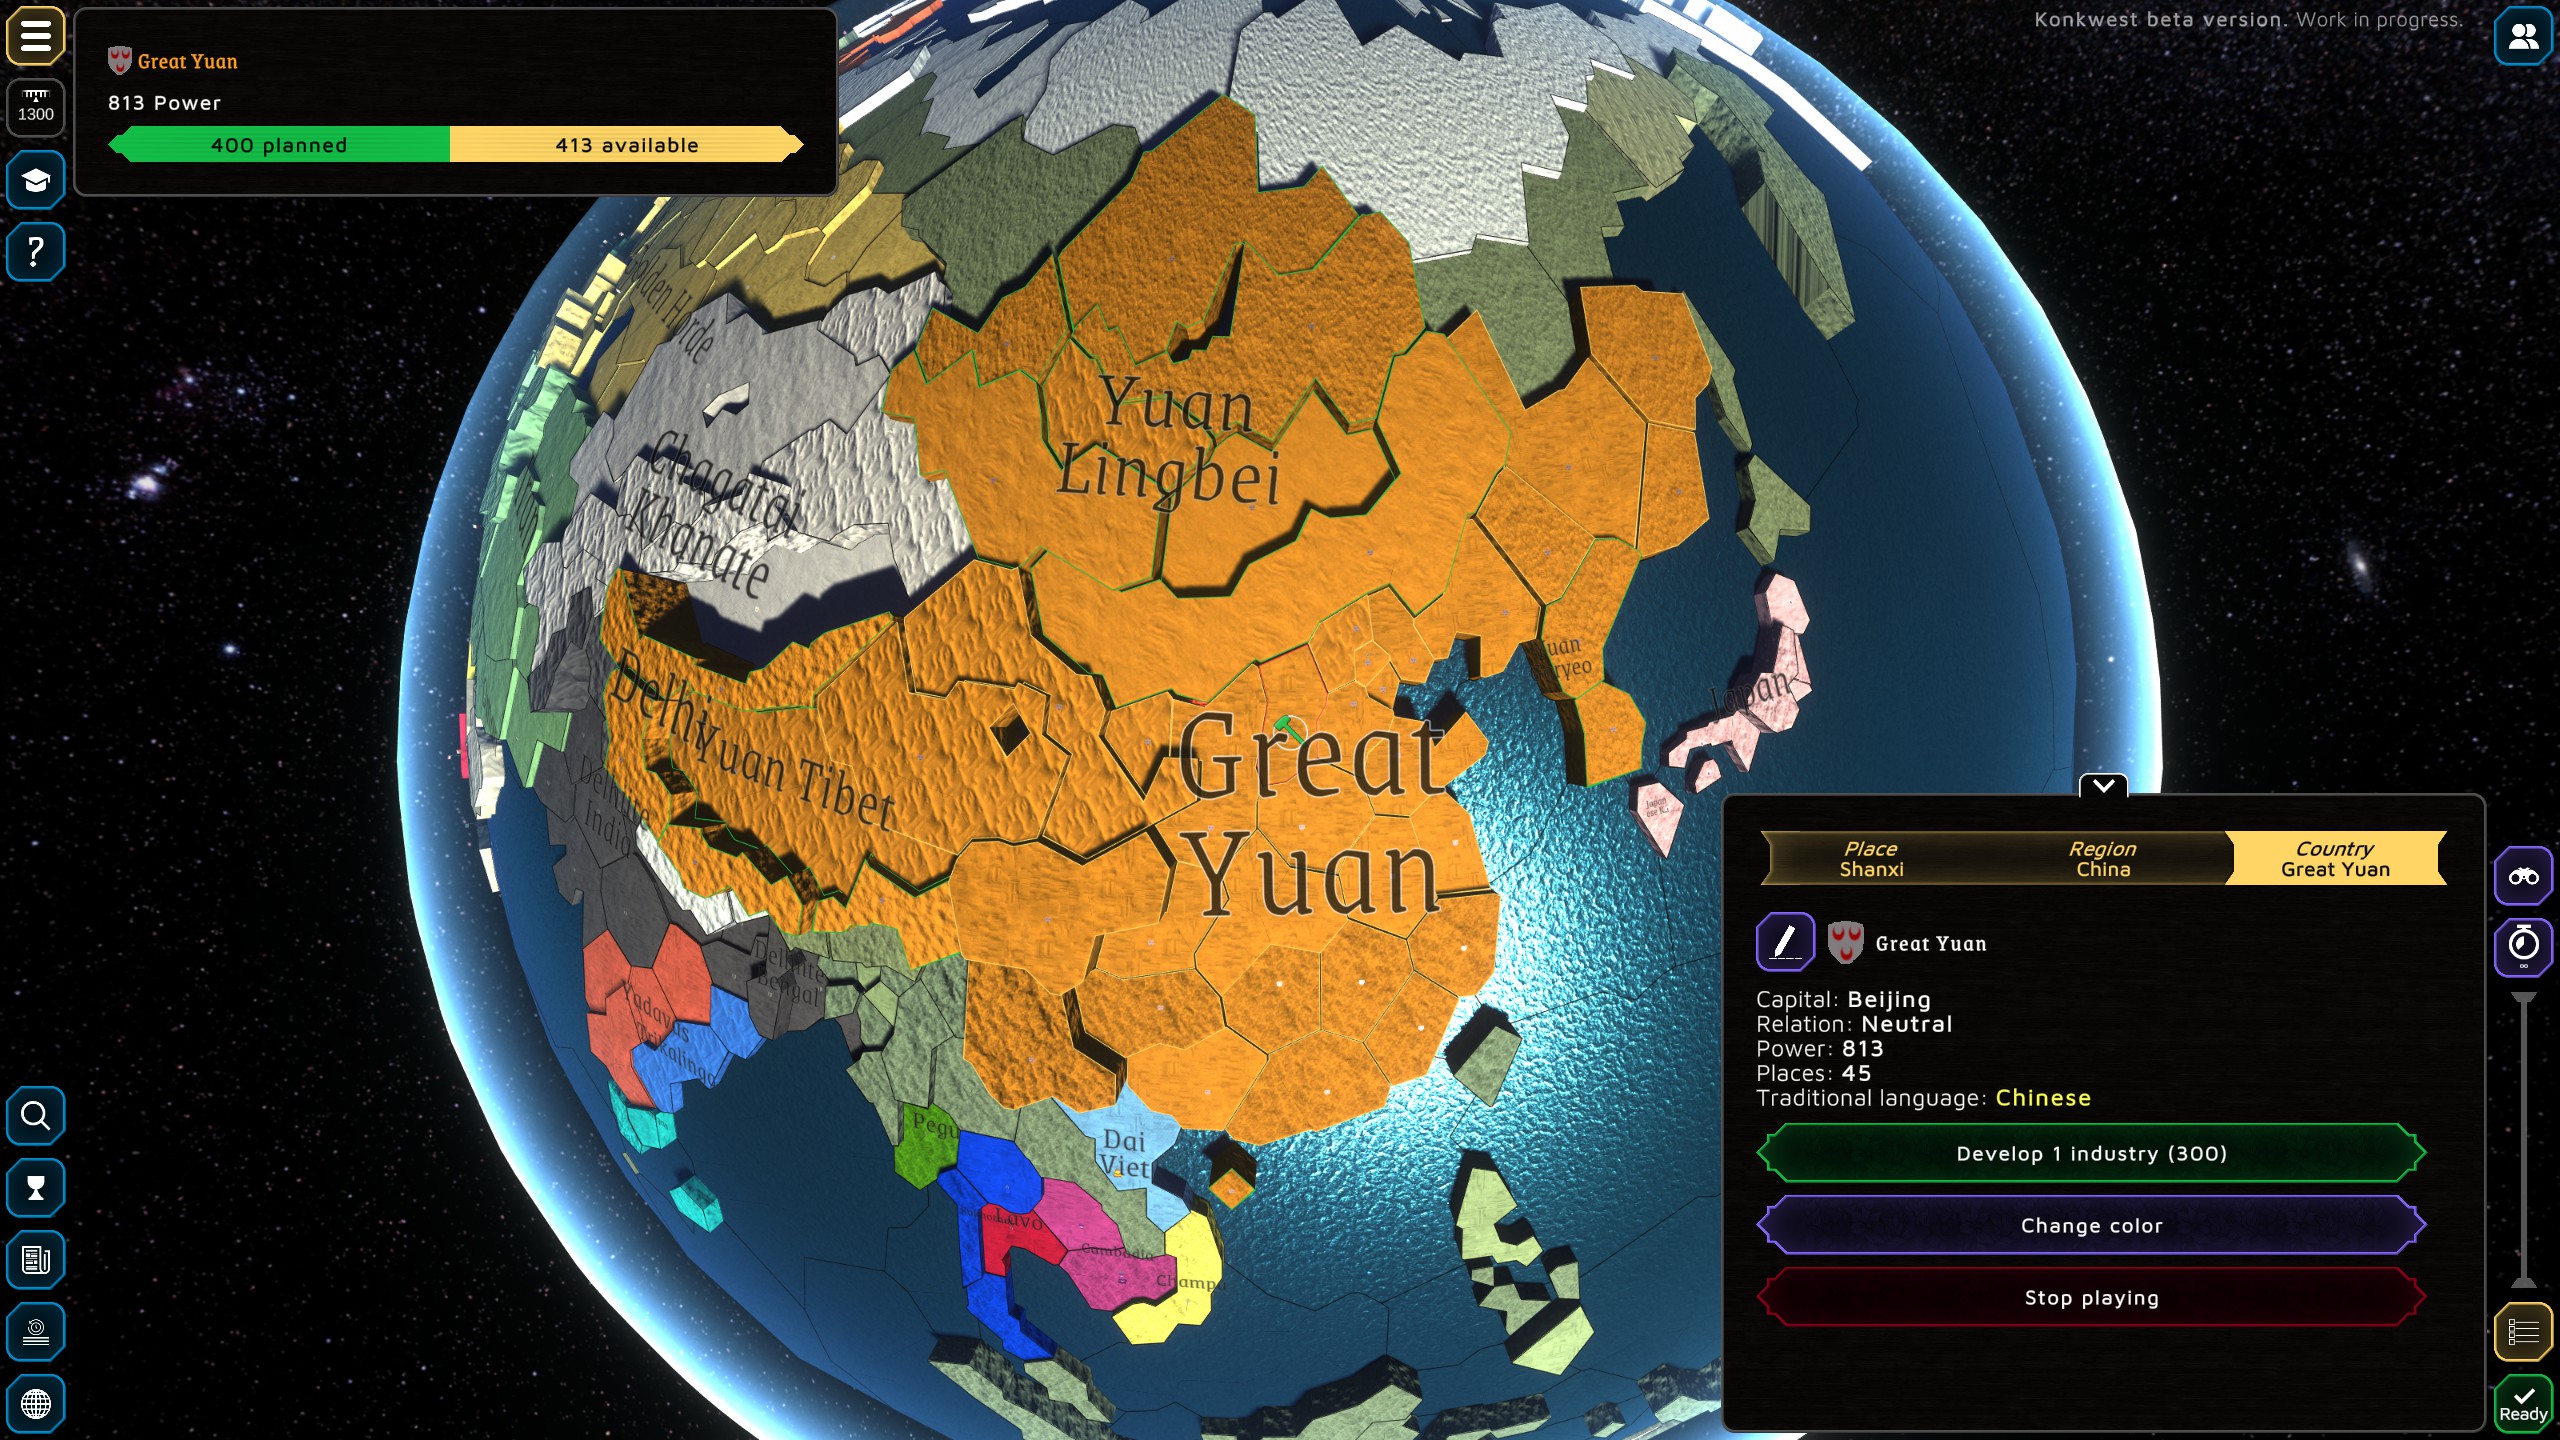 Konkwest beta version. Work in progress.
Great Yuan
813 Power
400 planned
413 available
1300
?
Yuan
Lingbei
Chagatai
Khanate
Yuan Tibet
Great
Yuan
Japan
Dai
Viet
Pegu
Lavo
Cambodia
Yadavas
Trikalinga
Place
Shanxi
Region
China
Country
Great Yuan
Great Yuan
Capital: Beijing
Relation: Neutral
Power: 813
Places: 45
Traditional language: Chinese
Develop 1 industry (300)
Change color
Stop playing
∞
Ready